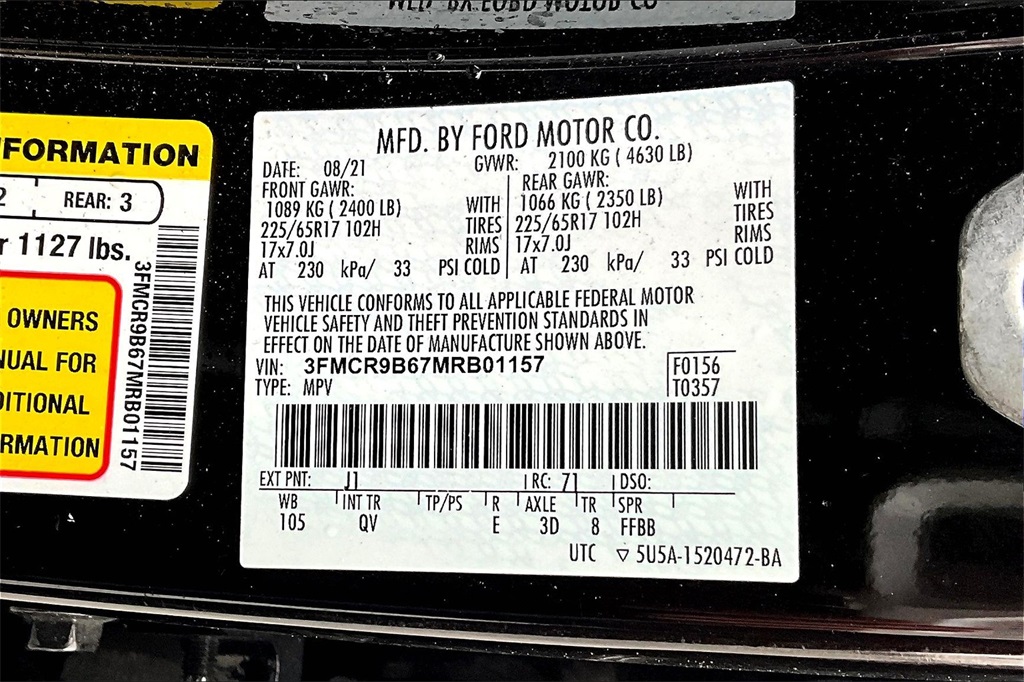 MFD. BY FORD MOTOR CO.
FORMATION
2 REAR: 3
r 1127 lbs.
3FMCR9B67MRB01157
OWNERS
NUAL FOR
DITIONAL
RMATION
MFD. BY FORD MOTOR CO.
DATE: 08/21 GVWR: 2100 KG ( 4630 LB)
FRONT GAWR: REAR GAWR:
1089 KG ( 2400 LB) WITH 1066 KG ( 2350 LB) WITH
225/65R17 102H TIRES 225/65R17 102H TIRES
17x7.0J RIMS 17x7.0J RIMS
AT 230 kPa/ 33 PSI COLD AT 230 kPa/ 33 PSI COLD
THIS VEHICLE CONFORMS TO ALL APPLICABLE FEDERAL MOTOR
VEHICLE SAFETY AND THEFT PREVENTION STANDARDS IN
EFFECT ON THE DATE OF MANUFACTURE SHOWN ABOVE.
VIN: 3FMCR9B67MRB01157 F0156
TYPE: MPV T0357
EXT PNT: J1 RC: 71 DSO:
WB INT TR TP/PS R AXLE TR SPR
105 QV E 3D 8 FFBB
UTC ▽ 5U5A-1520472-BA